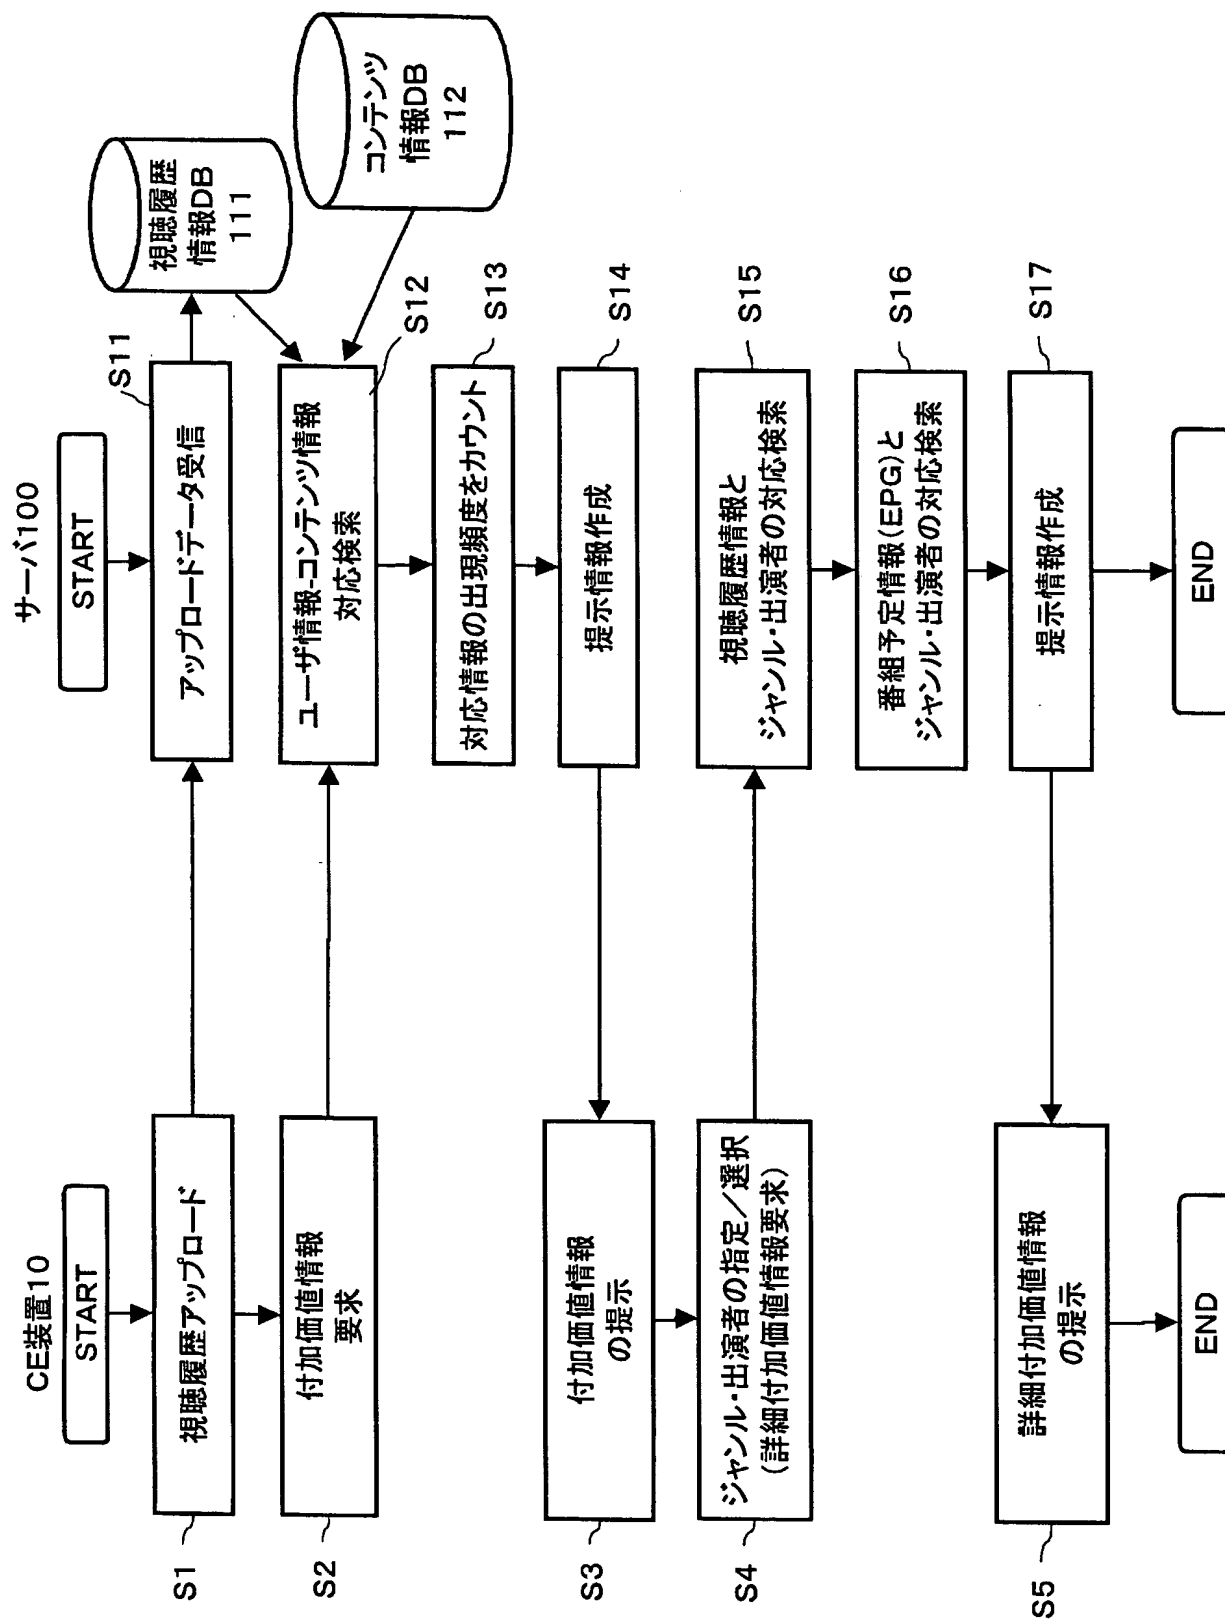 CE装置10
START
S1
視聴履歴アップロード
S2
付加価値情報
要求
S3
付加価値情報
の提示
S4
ジャンル・出演者の指定／選択
（詳細付加価値情報要求）
S5
詳細付加価値情報
の提示
END
サーバ100
START
S11
アップロードデータ受信
視聴履歴
情報DB
111
コンテンツ
情報DB
112
S12
ユーザ情報-コンテンツ情報
対応検索
S13
対応情報の出現頻度をカウント
S14
提示情報作成
S15
視聴履歴情報と
ジャンル・出演者の対応検索
S16
番組予定情報(EPG)と
ジャンル・出演者の対応検索
S17
提示情報作成
END